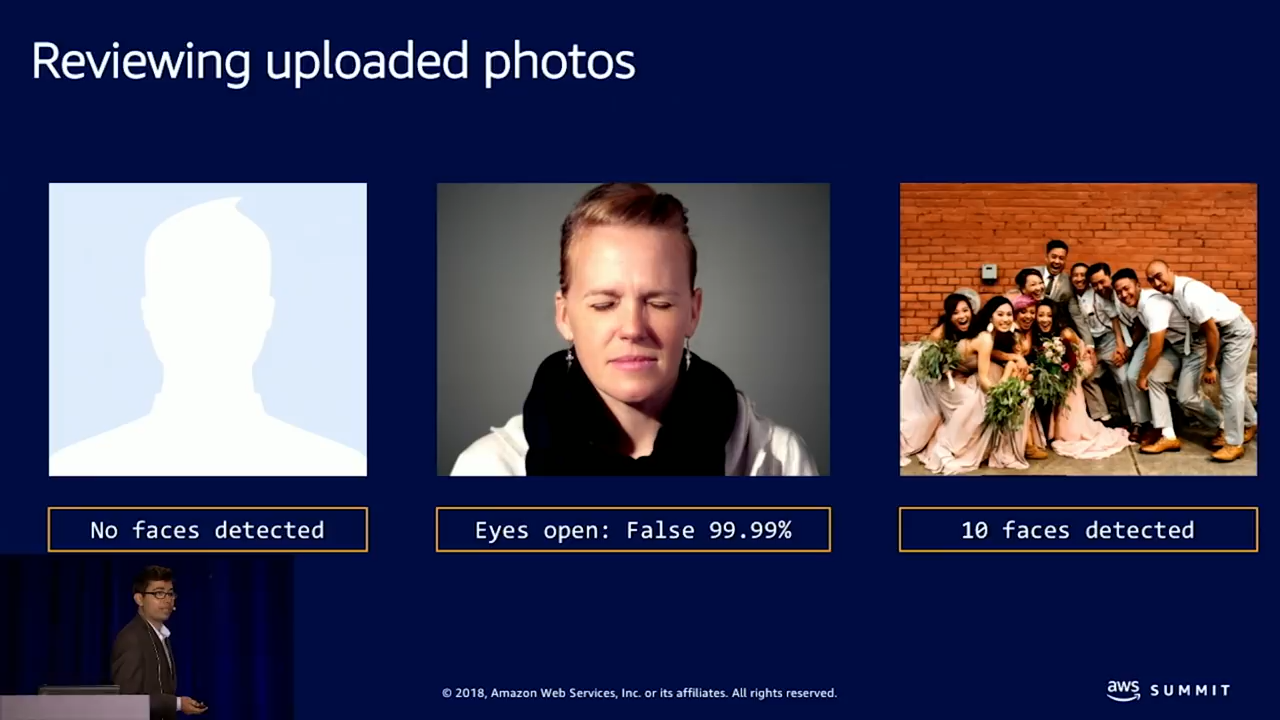 Reviewing uploaded photos
No faces detected
Eyes open: False 99.99%
10 faces detected
© 2018, Amazon Web Services, Inc. or its affiliates. All rights reserved.
aws SUMMIT